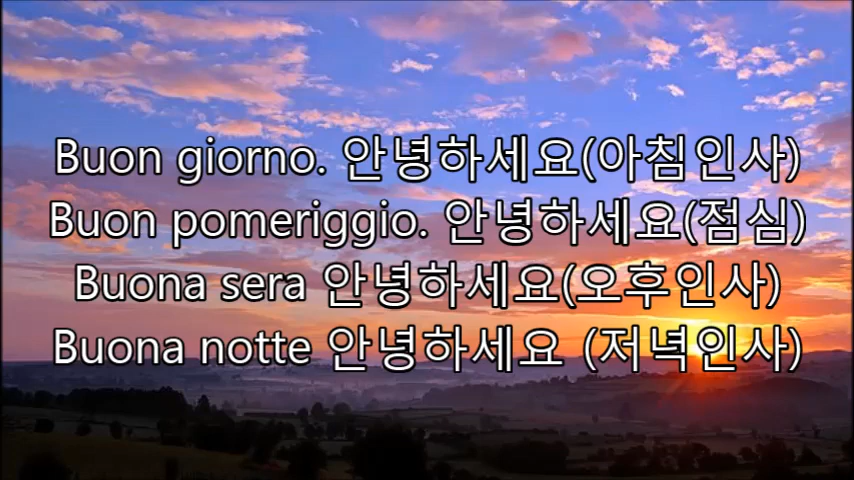 Buon giorno. 안녕하세요(아침인사)
Buon pomeriggio. 안녕하세요(점심)
Buona sera 안녕하세요(오후인사)
Buona notte 안녕하세요 (저녁인사)